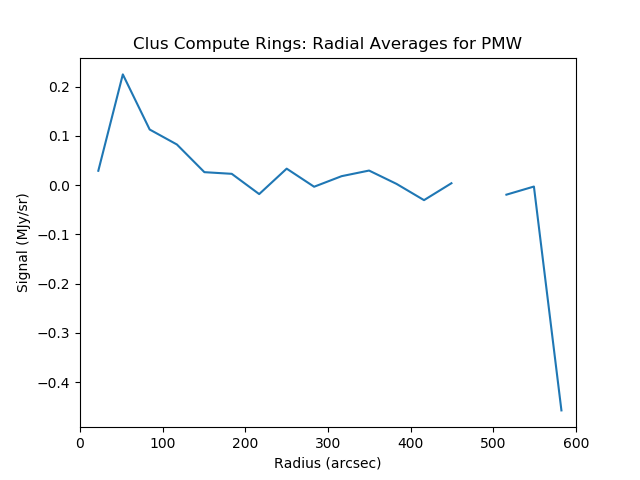 Clus Compute Rings: Radial Averages for PMW
0.2
0.1
0.0
−0.1
−0.2
−0.3
−0.4
Signal (MJy/sr)
0 100 200 300 400 500 600
Radius (arcsec)